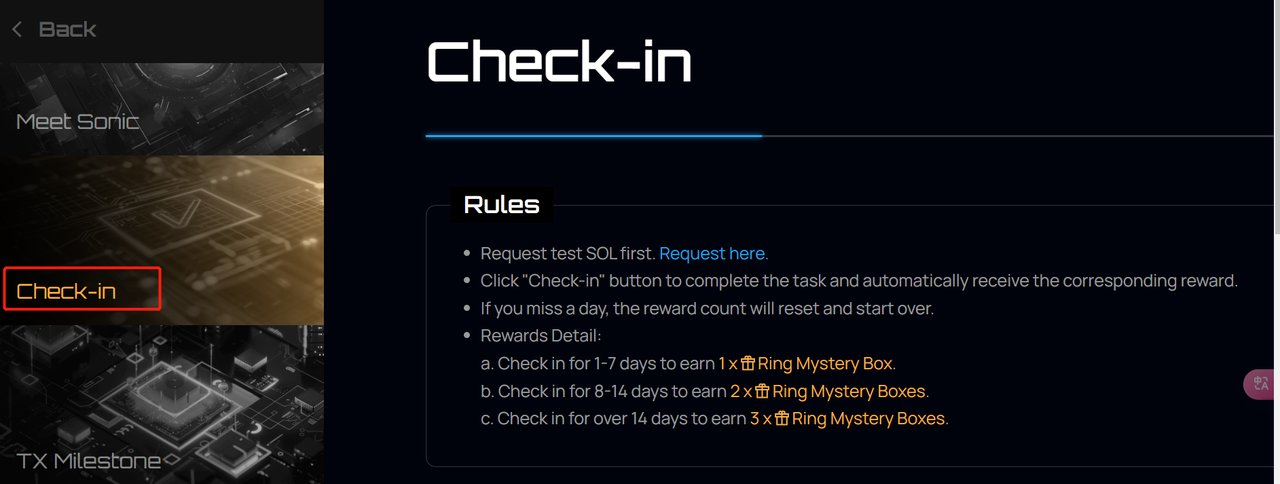 Back
Meet Sonic
Check-in
TX Milestone
Check-in
Rules
Request test SOL first. Request here.
Click "Check-in" button to complete the task and automatically receive the corresponding reward.
If you miss a day, the reward count will reset and start over.
Rewards Detail:
a. Check in for 1-7 days to earn 1 x Ring Mystery Box.
b. Check in for 8-14 days to earn 2 x Ring Mystery Boxes.
c. Check in for over 14 days to earn 3 x Ring Mystery Boxes.
中A